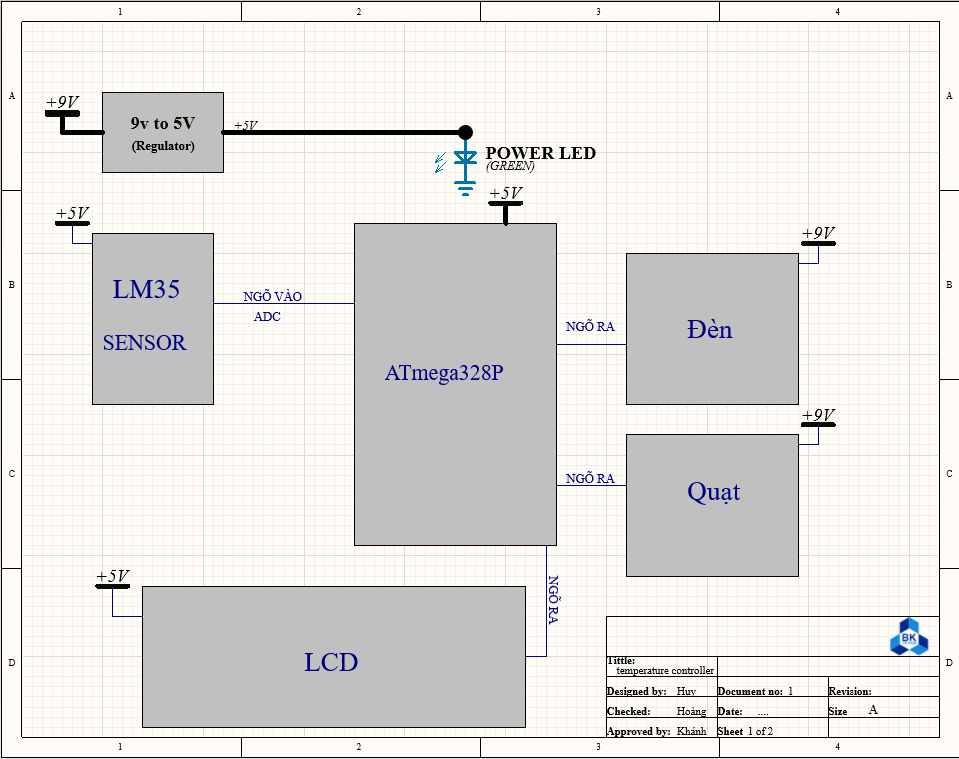 1 2 3 4
A A
+9V
9v to 5V
(Regulator)
+5V
POWER LED
(GREEN)
+5V
+5V
+9V
B B
LM35
SENSOR
NGÕ VÀO
ADC
NGÕ RA
Đèn
ATmega328P
+9V
C C
NGÕ RA
Quạt
+5V
NGÕ RA
LCD
BK
D D
Tittle:
temperature controller
Designed by: Huy Document no: 1 Revision:
Checked: Hoàng Date: .... Size A
Approved by: Khánh Sheet 1 of 2
1 2 3 4